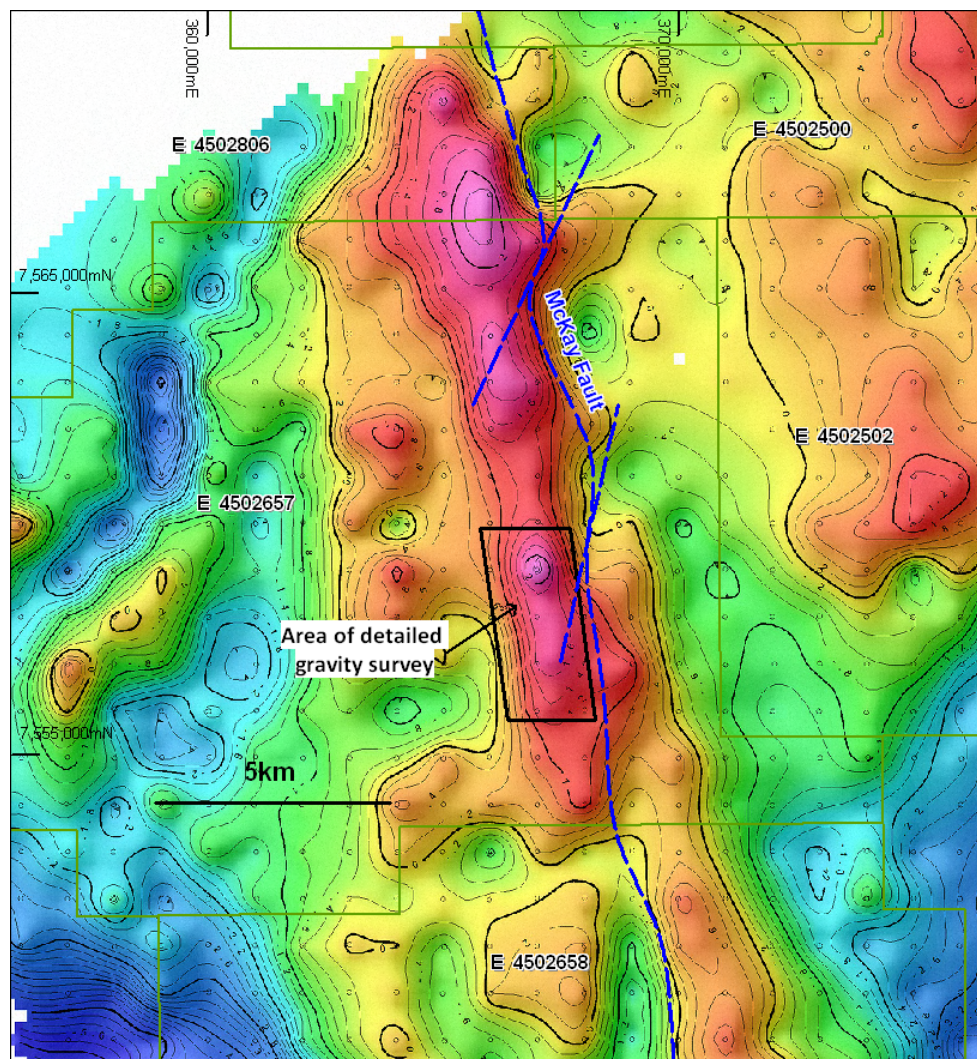 360,000mE
370,000mE
E 4502806
E 4502500
7,565,000mN
McKay Fault
E 4502502
E 4502657
Area of detailed
gravity survey
7,555,000mN
5km
E 4502658